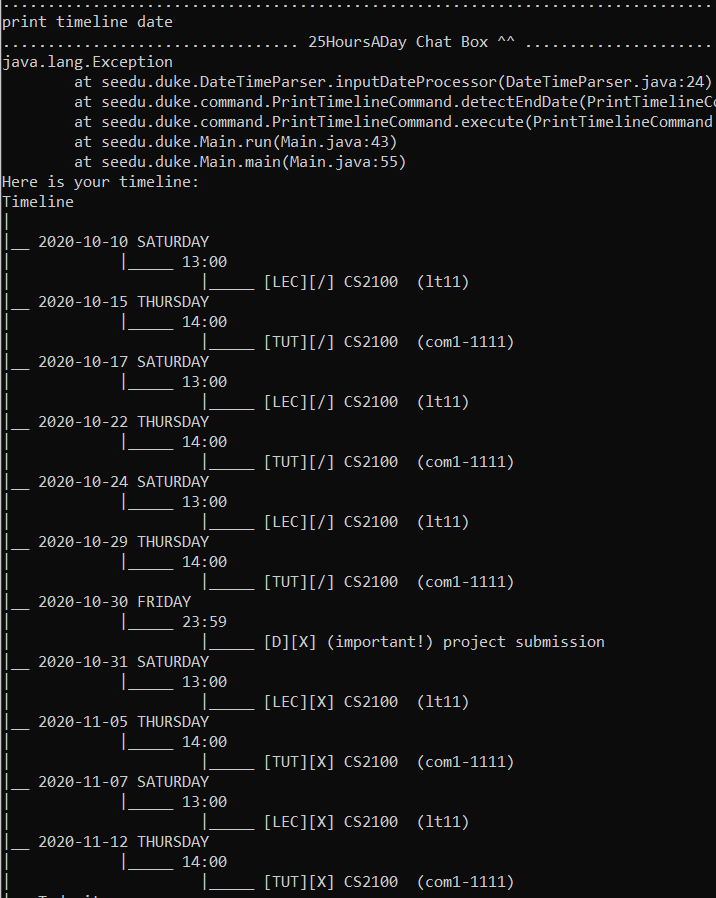 ................................................................................
print timeline date
................................. 25HoursADay Chat Box ^^ .....................
java.lang.Exception
        at seedu.duke.DateTimeParser.inputDateProcessor(DateTimeParser.java:24)
        at seedu.duke.command.PrintTimelineCommand.detectEndDate(PrintTimelineCo
        at seedu.duke.command.PrintTimelineCommand.execute(PrintTimelineCommand
        at seedu.duke.Main.run(Main.java:43)
        at seedu.duke.Main.main(Main.java:55)
Here is your timeline:
Timeline
|
|__ 2020-10-10 SATURDAY
|            |_____ 13:00
|                     |_____ [LEC][/] CS2100  (lt11)
|__ 2020-10-15 THURSDAY
|            |_____ 14:00
|                     |_____ [TUT][/] CS2100  (com1-1111)
|__ 2020-10-17 SATURDAY
|            |_____ 13:00
|                     |_____ [LEC][/] CS2100  (lt11)
|__ 2020-10-22 THURSDAY
|            |_____ 14:00
|                     |_____ [TUT][/] CS2100  (com1-1111)
|__ 2020-10-24 SATURDAY
|            |_____ 13:00
|                     |_____ [LEC][/] CS2100  (lt11)
|__ 2020-10-29 THURSDAY
|            |_____ 14:00
|                     |_____ [TUT][/] CS2100  (com1-1111)
|__ 2020-10-30 FRIDAY
|            |_____ 23:59
|                     |_____ [D][X] (important!) project submission
|__ 2020-10-31 SATURDAY
|            |_____ 13:00
|                     |_____ [LEC][X] CS2100  (lt11)
|__ 2020-11-05 THURSDAY
|            |_____ 14:00
|                     |_____ [TUT][X] CS2100  (com1-1111)
|__ 2020-11-07 SATURDAY
|            |_____ 13:00
|                     |_____ [LEC][X] CS2100  (lt11)
|__ 2020-11-12 THURSDAY
|            |_____ 14:00
|                     |_____ [TUT][X] CS2100  (com1-1111)